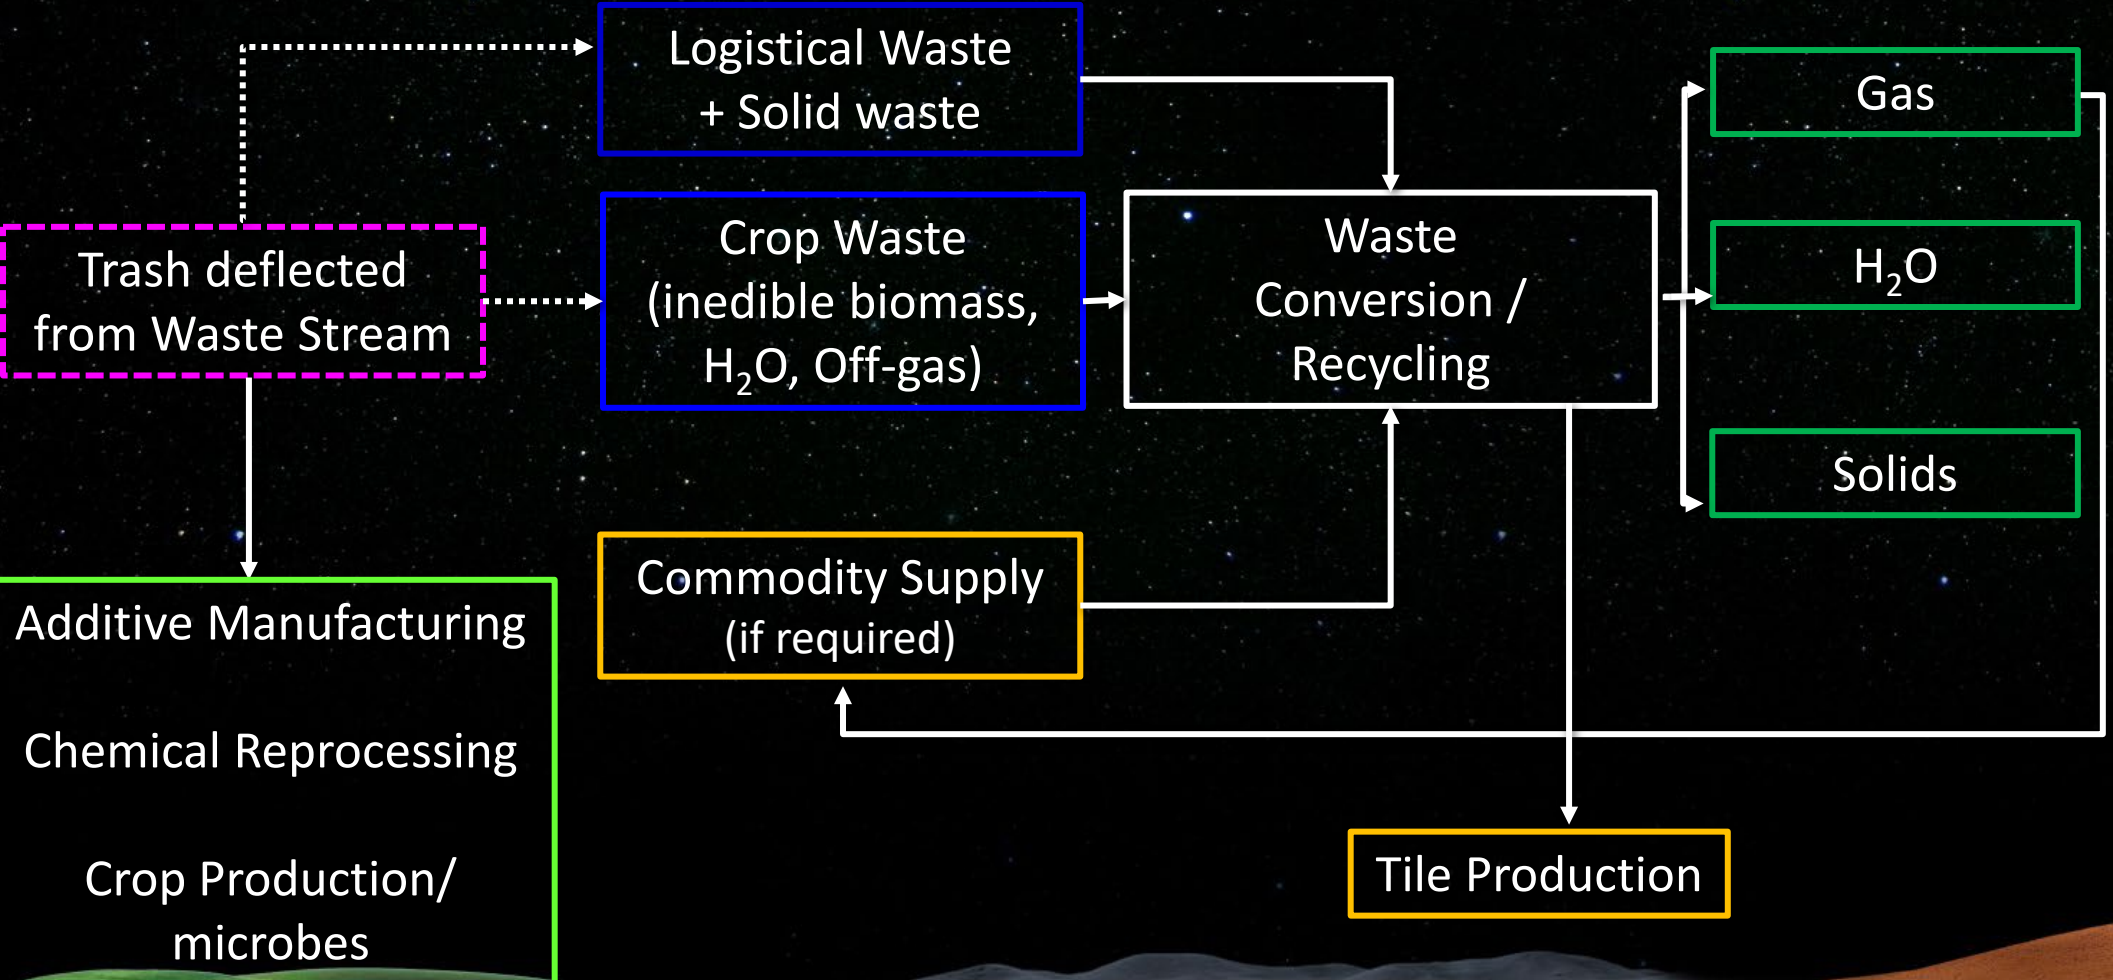 Logistical Waste
+ Solid waste
Gas
Trash deflected
from Waste Stream
Crop Waste
(inedible biomass,
H₂O, Off-gas)
Waste
Conversion /
Recycling
H₂O
Solids
Commodity Supply
(if required)
Additive Manufacturing
Chemical Reprocessing
Crop Production/
microbes
Tile Production